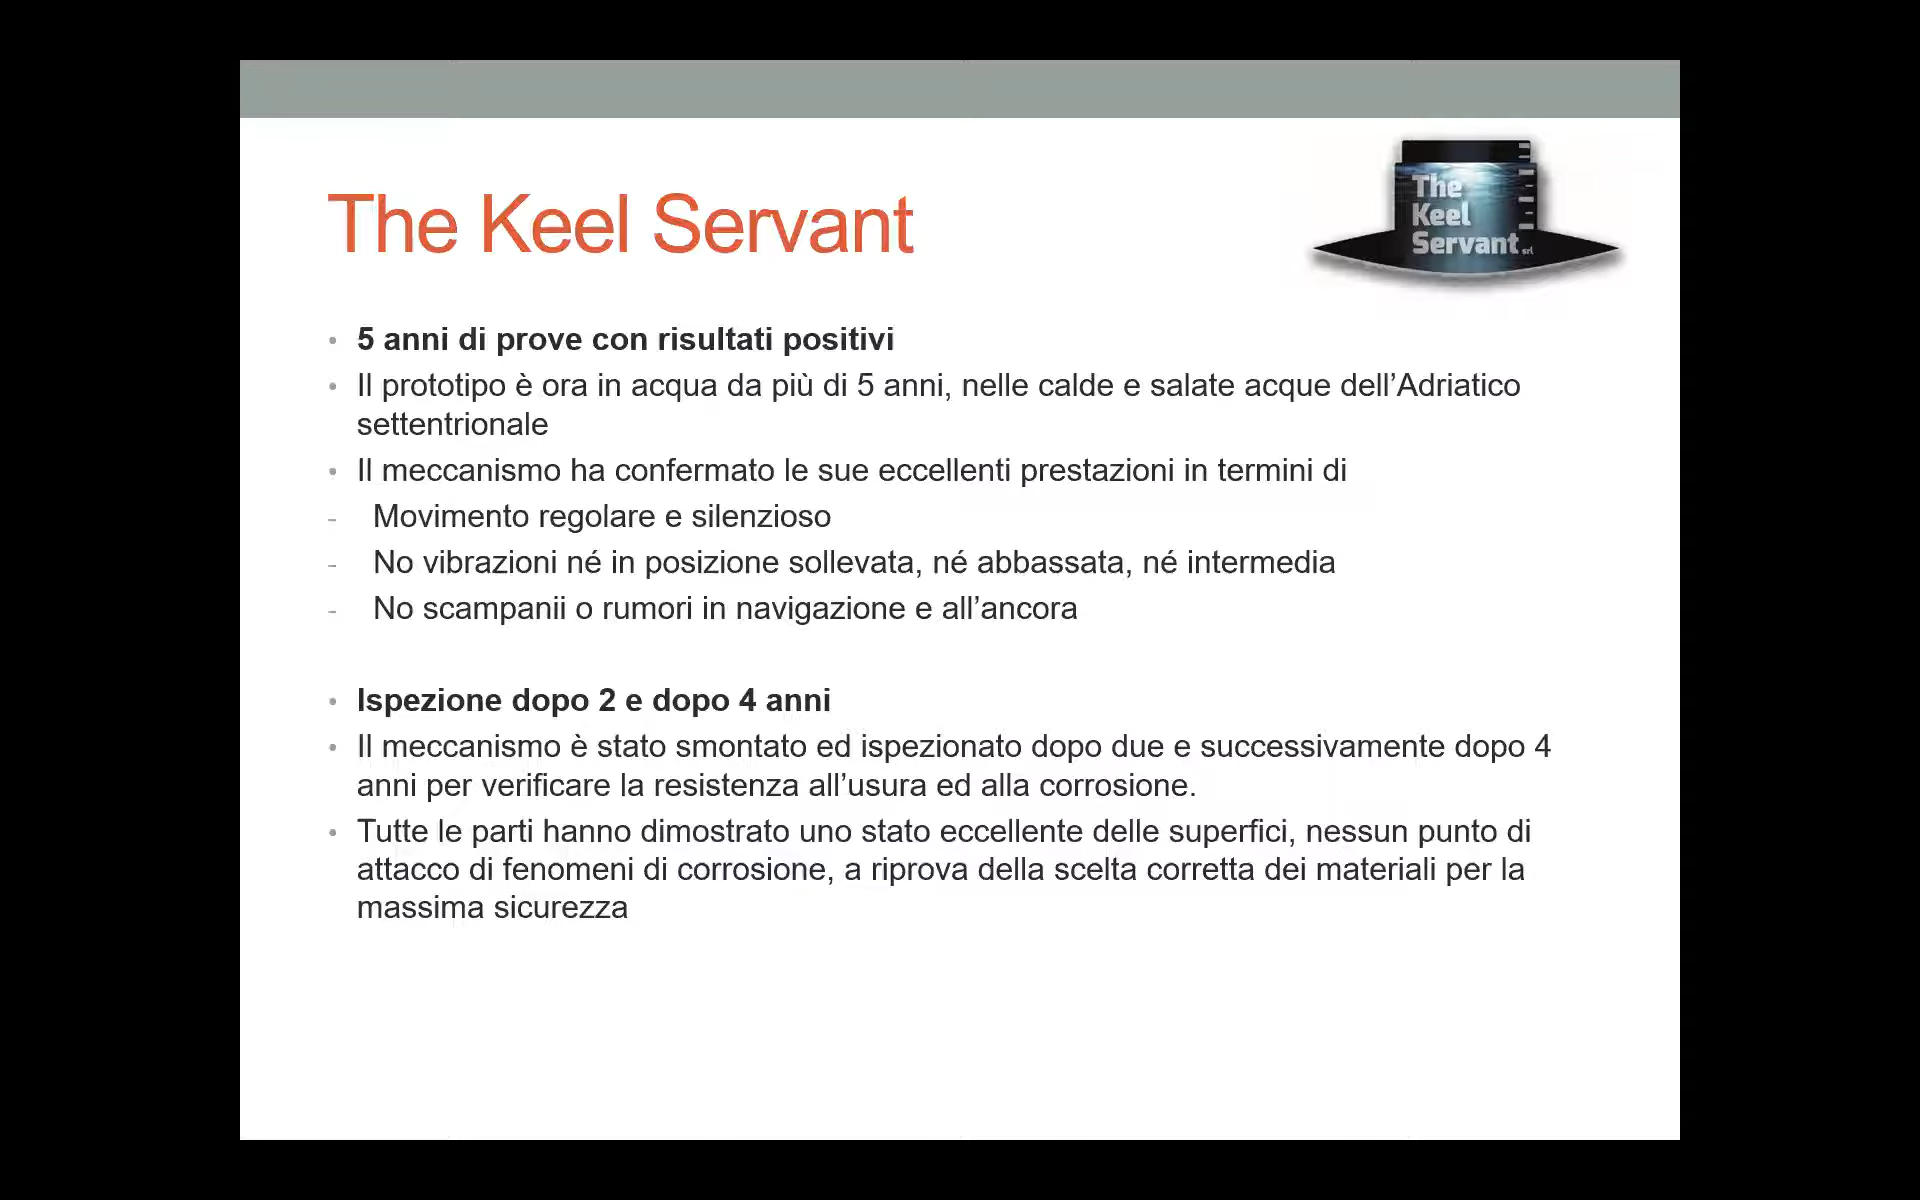 The Keel Servant
The
Keel
Servant srl
• 5 anni di prove con risultati positivi
• Il prototipo è ora in acqua da più di 5 anni, nelle calde e salate acque dell’Adriatico
settentrionale
• Il meccanismo ha confermato le sue eccellenti prestazioni in termini di
- Movimento regolare e silenzioso
- No vibrazioni né in posizione sollevata, né abbassata, né intermedia
- No scampanii o rumori in navigazione e all’ancora
• Ispezione dopo 2 e dopo 4 anni
• Il meccanismo è stato smontato ed ispezionato dopo due e successivamente dopo 4
anni per verificare la resistenza all’usura ed alla corrosione.
• Tutte le parti hanno dimostrato uno stato eccellente delle superfici, nessun punto di
attacco di fenomeni di corrosione, a riprova della scelta corretta dei materiali per la
massima sicurezza